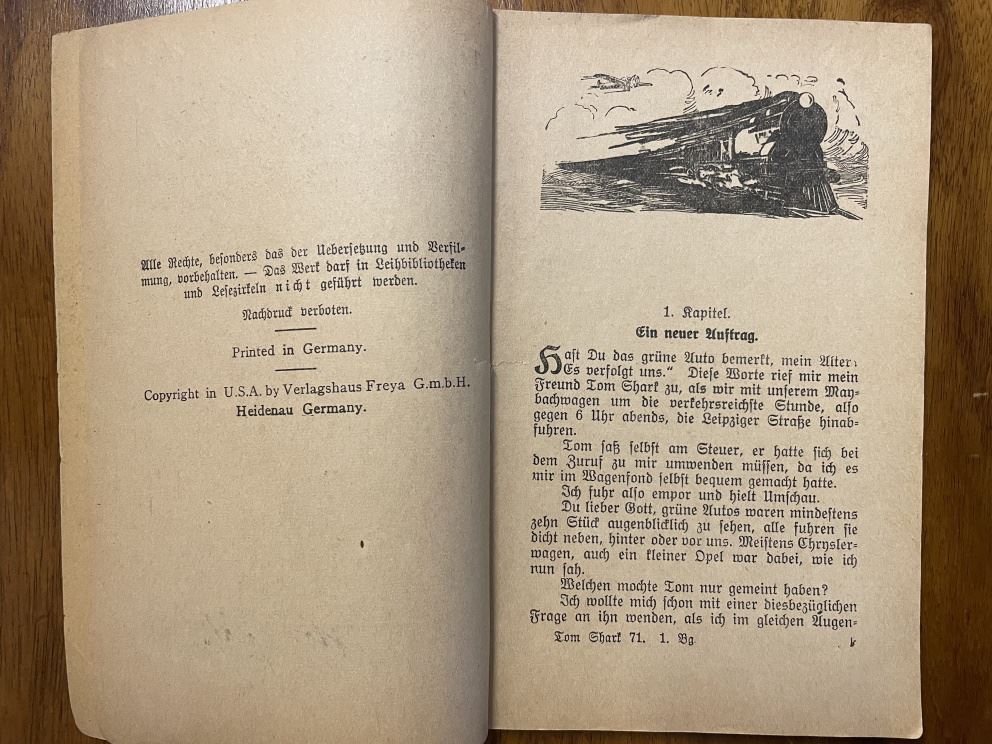 Alle Rechte, besonders das der Uebersetzung und Verfil-
mung, vorbehalten. — Das Werk darf in Leihbibliotheken
und Lesezirkeln nicht geführt werden.
Nachdruck verboten.
Printed in Germany.
Copyright in U.S.A. by Verlagshaus Freya G.m.b.H.
Heidenau Germany.
1. Kapitel.
Ein neuer Auftrag.
Hast Du das grüne Auto bemerkt, mein Alter?
Es verfolgt uns.“ Diese Worte rief mir mein
Freund Tom Shark zu, als wir mit unserem May-
bachwagen um die verkehrsreichste Stunde, also
gegen 6 Uhr abends, die Leipziger Straße hinab-
fuhren.
Tom saß selbst am Steuer, er hatte sich bei
dem Zuruf zu mir umwenden müssen, da ich es
mir im Wagenfond selbst bequem gemacht hatte.
Ich fuhr also empor und hielt Umschau.
Du lieber Gott, grüne Autos waren mindestens
zehn Stück augenblicklich zu sehen, alle fuhren sie
dicht neben, hinter oder vor uns. Meistens Chrysler-
wagen, auch ein kleiner Opel war dabei, wie ich
nun sah.
Welchen mochte Tom nur gemeint haben?
Ich wollte mich schon mit einer diesbezüglichen
Frage an ihn wenden, als ich im gleichen Augen-
Tom Shark 71. 1. Bg.